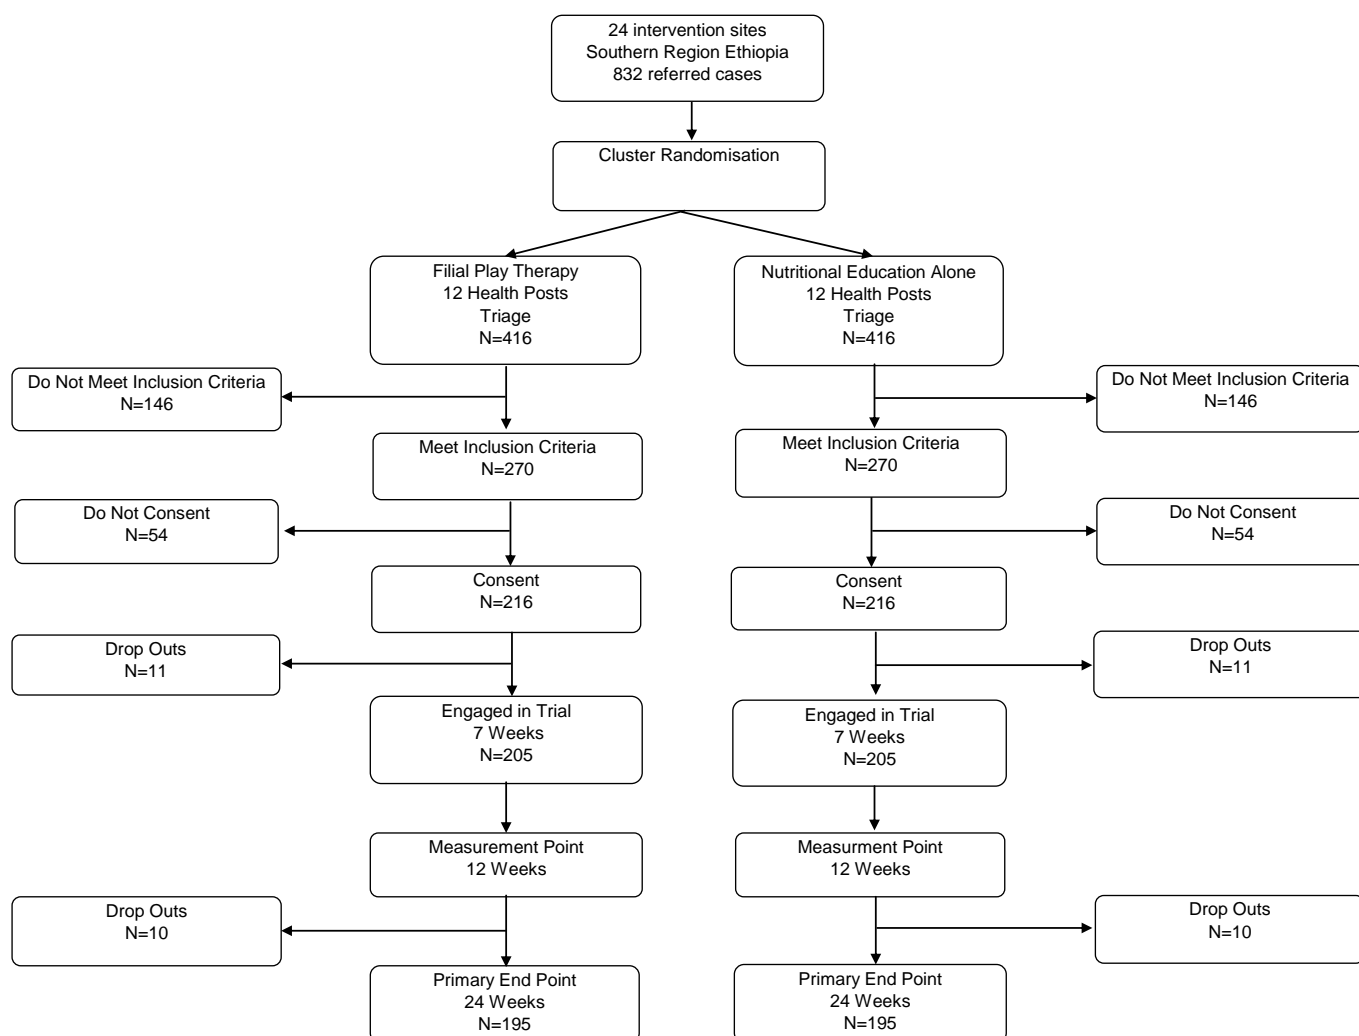 24 intervention sites
Southern Region Ethiopia
832 referred cases
Cluster Randomisation
Filial Play Therapy
12 Health Posts
Triage
N=416
Nutritional Education Alone
12 Health Posts
Triage
N=416
Do Not Meet Inclusion Criteria
N=146
Do Not Meet Inclusion Criteria
N=146
Meet Inclusion Criteria
N=270
Meet Inclusion Criteria
N=270
Do Not Consent
N=54
Do Not Consent
N=54
Consent
N=216
Consent
N=216
Drop Outs
N=11
Drop Outs
N=11
Engaged in Trial
7 Weeks
N=205
Engaged in Trial
7 Weeks
N=205
Measurement Point
12 Weeks
Measurment Point
12 Weeks
Drop Outs
N=10
Drop Outs
N=10
Primary End Point
24 Weeks
N=195
Primary End Point
24 Weeks
N=195